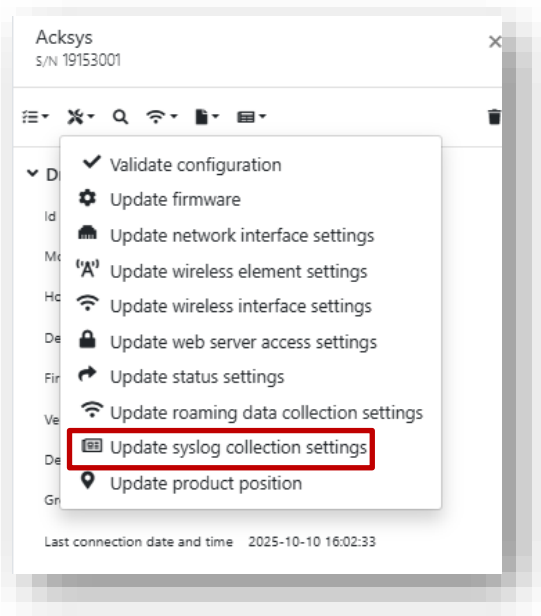 Acksys
S/N 19153001
Validate configuration
Update firmware
Update network interface settings
Update wireless element settings
Update wireless interface settings
Update web server access settings
Update status settings
Update roaming data collection settings
Update syslog collection settings
Update product position
Id
Last connection date and time 2025-10-10 16:02:33